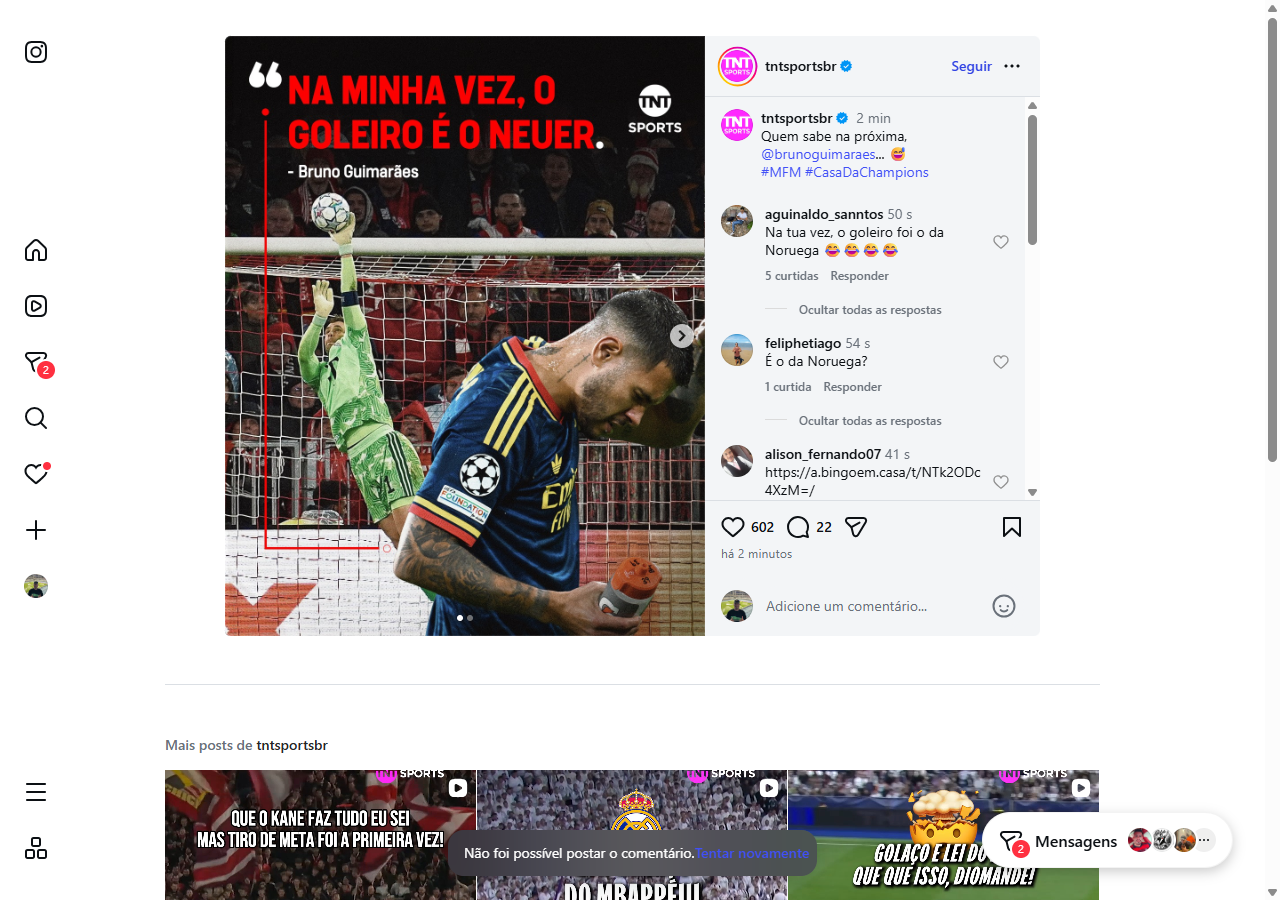 NA MINHA VEZ, O
GOLEIRO É O NEUER.
- Bruno Guimarães
TNT
SPORTS
tntsportsbr
Seguir
tntsportsbr 2 min
Quem sabe na próxima,
@brunoguimaraes... 😅
#MFM #CasaDaChampions
aguinaldo_sanntos 50 s
Na tua vez, o goleiro foi o da
Noruega 😂 😂 😂 😂
5 curtidas Responder
Ocultar todas as respostas
feliphetiago 54 s
É o da Noruega?
1 curtida Responder
Ocultar todas as respostas
alison_fernando07 41 s
https://a.bingoem.casa/t/NTk2ODc
4XzM=/
602 22
há 2 minutos
Adicione um comentário...
2
Mais posts de tntsportsbr
SPORTS
QUE O KANE FAZ TUDO EU SEI
MAS TIRO DE META FOI A PRIMEIRA VEZ!
SPORTS
DO MBAPPÉ!!!
SPORTS
GOLAÇO E LEI DO
QUE QUE ISSO, DIOMANDE!
Não foi possível postar o comentário. Tentar novamente
2
Mensagens